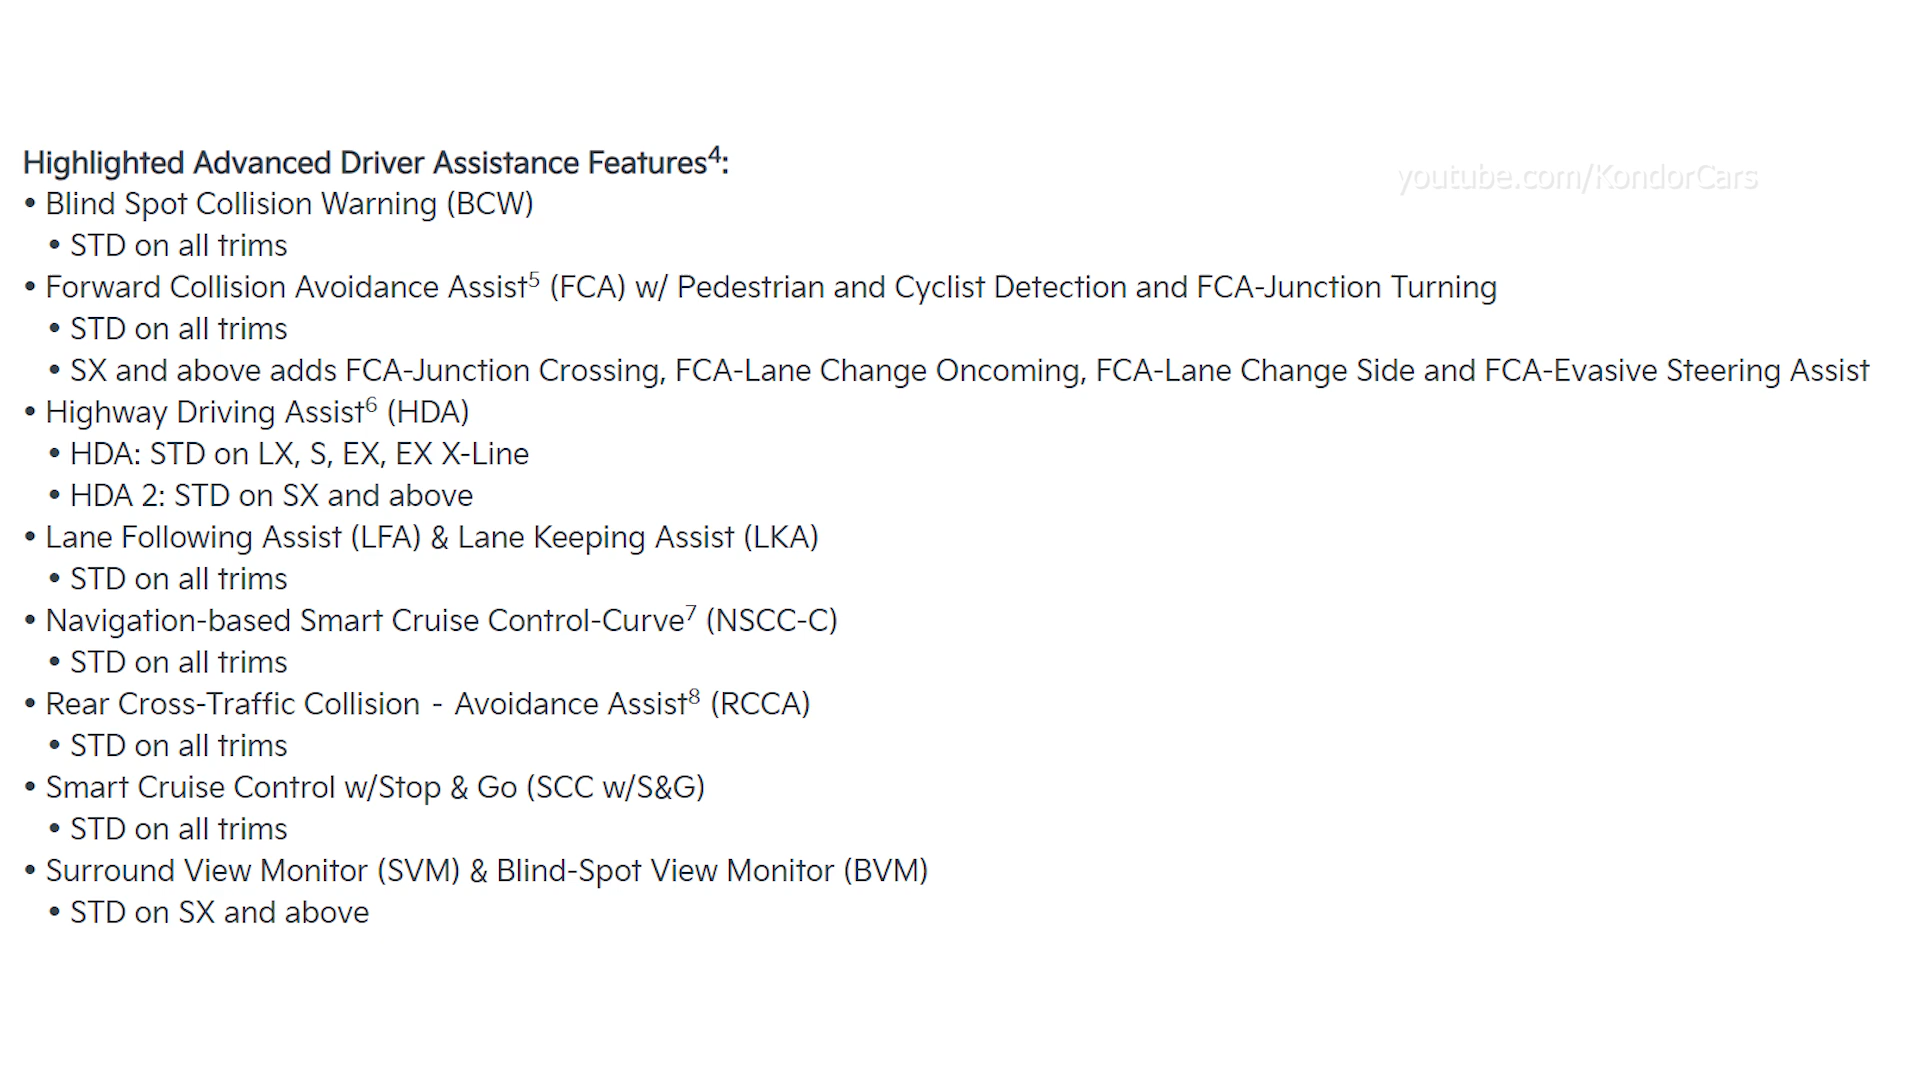 Highlighted Advanced Driver Assistance Features⁴:
youtube.com/KondorCars
• Blind Spot Collision Warning (BCW)
• STD on all trims
• Forward Collision Avoidance Assist⁵ (FCA) w/ Pedestrian and Cyclist Detection and FCA-Junction Turning
• STD on all trims
• SX and above adds FCA-Junction Crossing, FCA-Lane Change Oncoming, FCA-Lane Change Side and FCA-Evasive Steering Assist
• Highway Driving Assist⁶ (HDA)
• HDA: STD on LX, S, EX, EX X-Line
• HDA 2: STD on SX and above
• Lane Following Assist (LFA) & Lane Keeping Assist (LKA)
• STD on all trims
• Navigation-based Smart Cruise Control-Curve⁷ (NSCC-C)
• STD on all trims
• Rear Cross-Traffic Collision - Avoidance Assist⁸ (RCCA)
• STD on all trims
• Smart Cruise Control w/Stop & Go (SCC w/S&G)
• STD on all trims
• Surround View Monitor (SVM) & Blind-Spot View Monitor (BVM)
• STD on SX and above